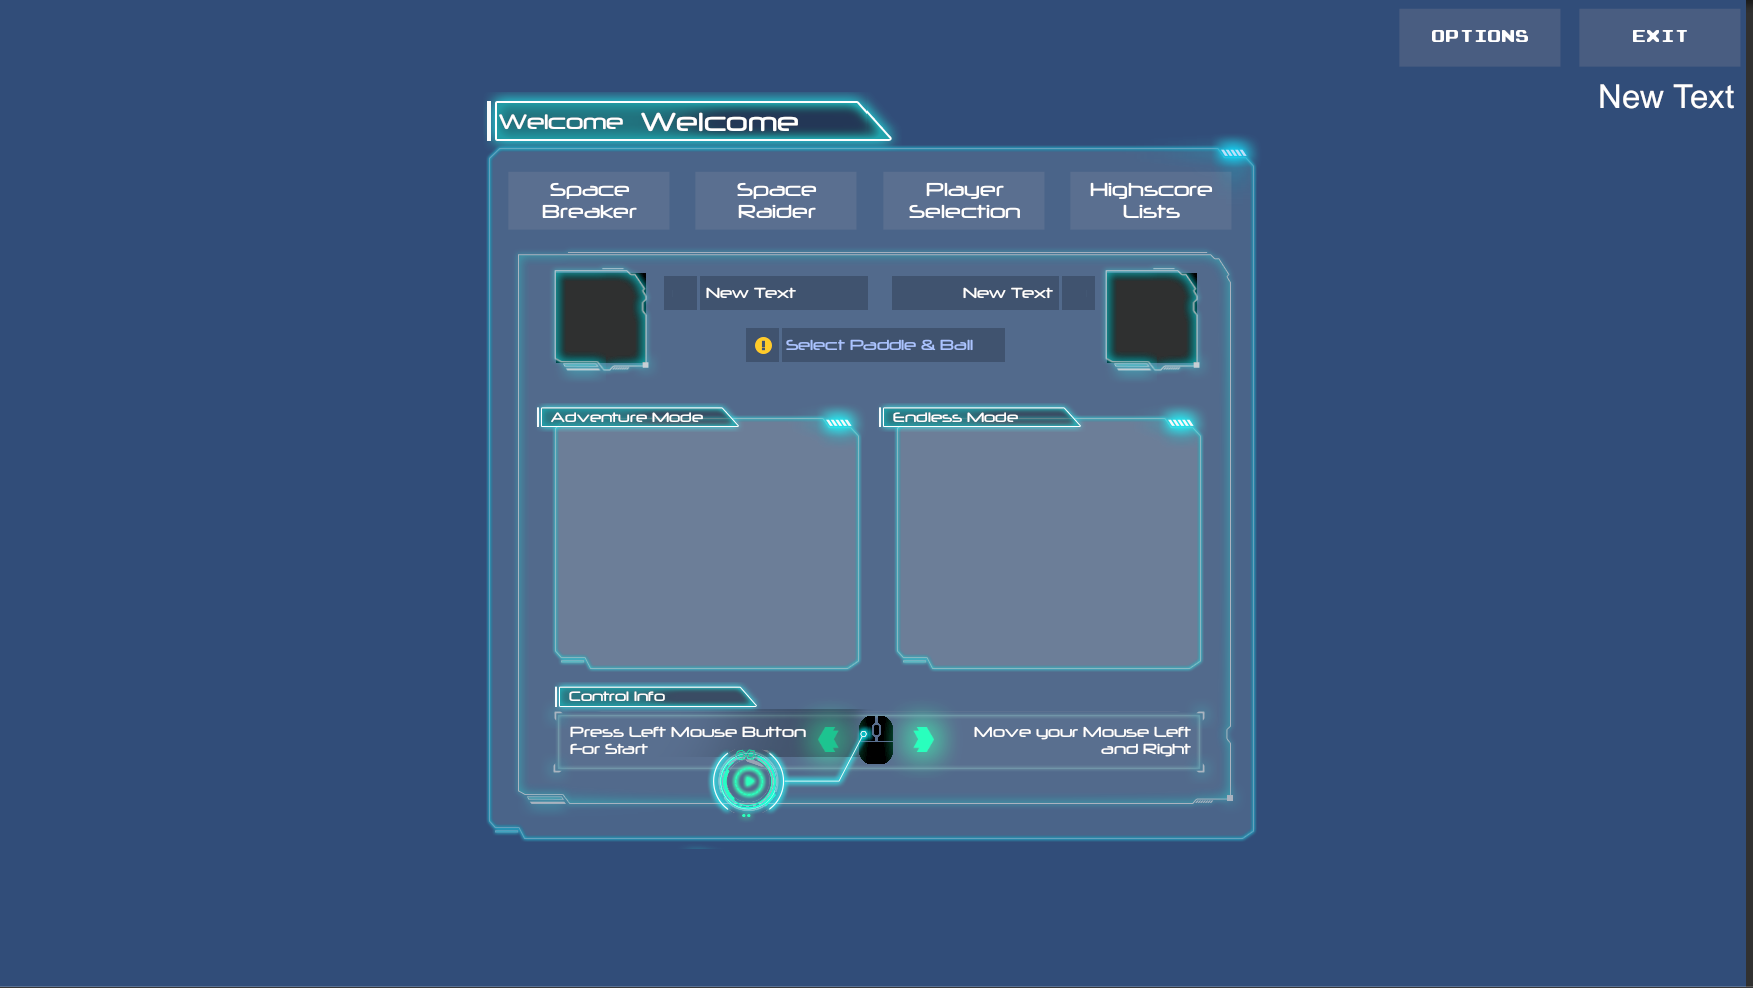 OPTIONS
EXIT
New Text
Welcome Welcome
Space
Breaker
Space
Raider
Player
Selection
Highscore
Lists
New Text
New Text
Select Paddle & Ball
Adventure Mode
Endless Mode
Control Info
Press Left Mouse Button
For Start
Move your Mouse Left
and Right